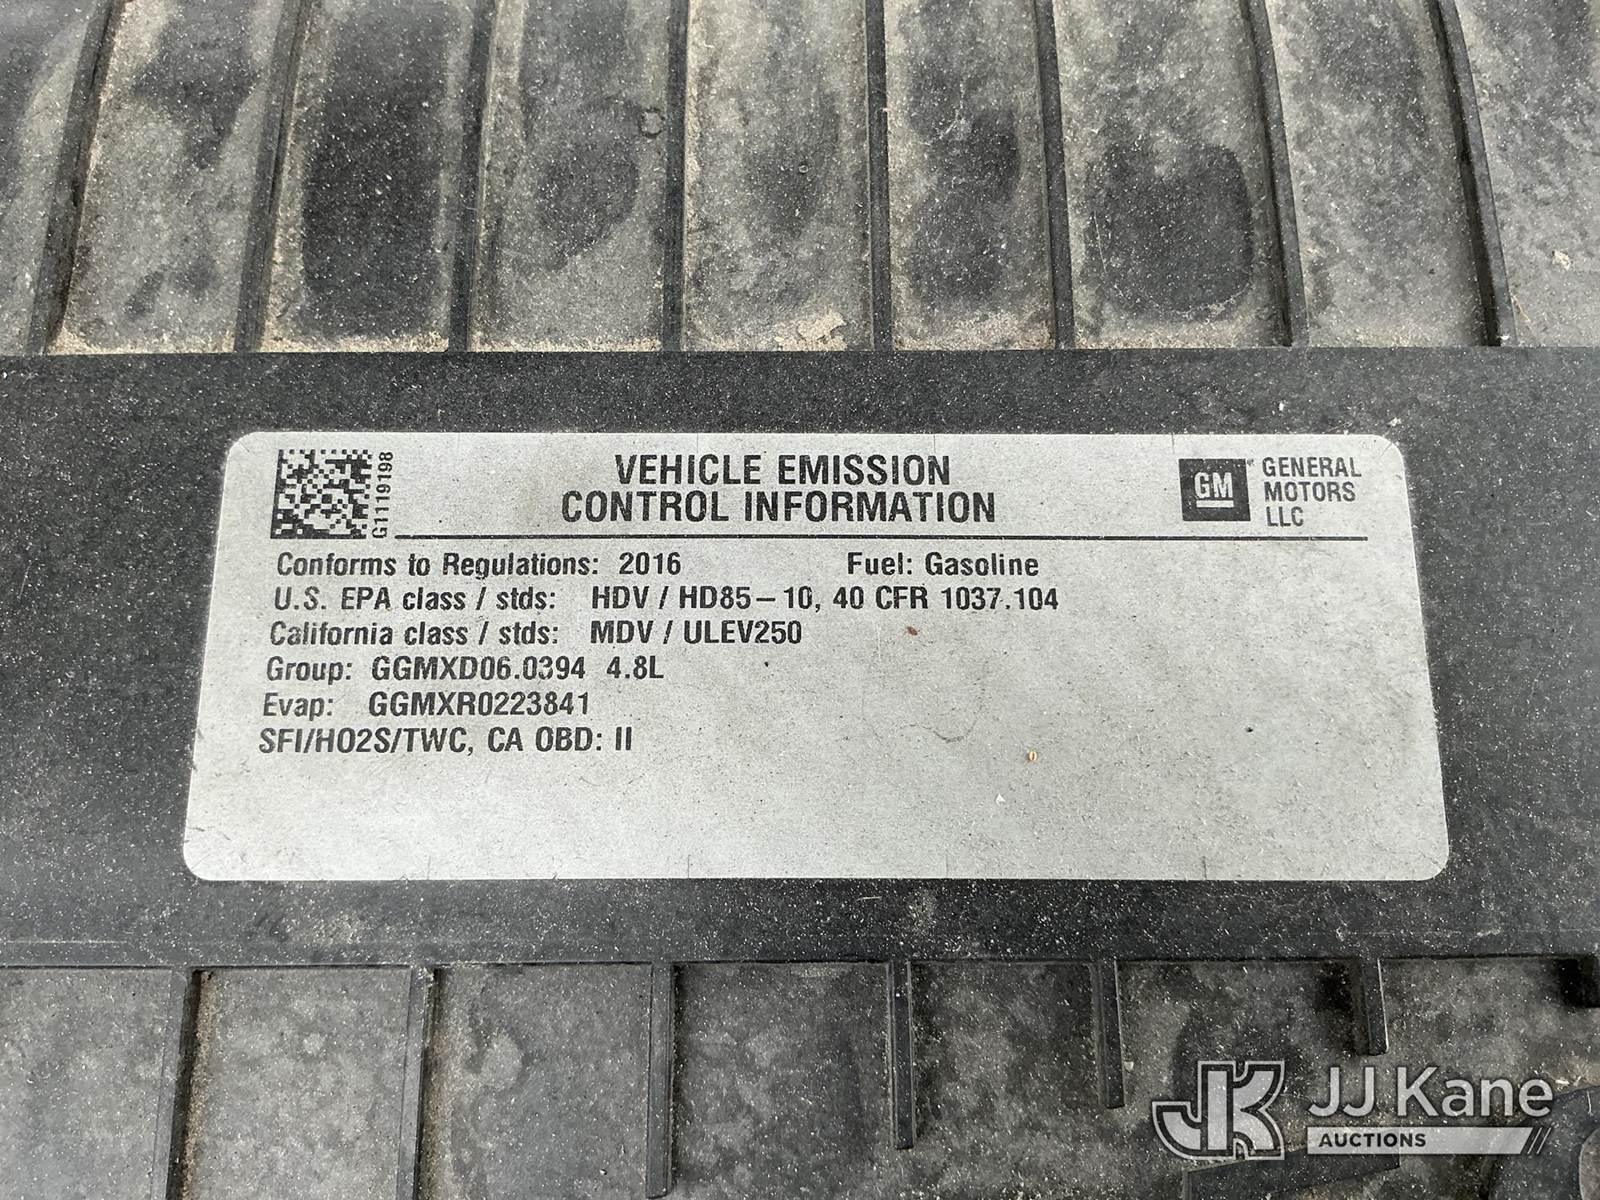 G1119198
VEHICLE EMISSION
CONTROL INFORMATION
GM
GENERAL
MOTORS
LLC
Conforms to Regulations: 2016 Fuel: Gasoline
U.S. EPA class / stds: HDV / HD85-10, 40 CFR 1037.104
California class / stds: MDV / ULEV250
Group: GGMXD06.0394 4.8L
Evap: GGMXR0223841
SFI/HO2S/TWC, CA OBD: II
JK
JJ Kane
AUCTIONS